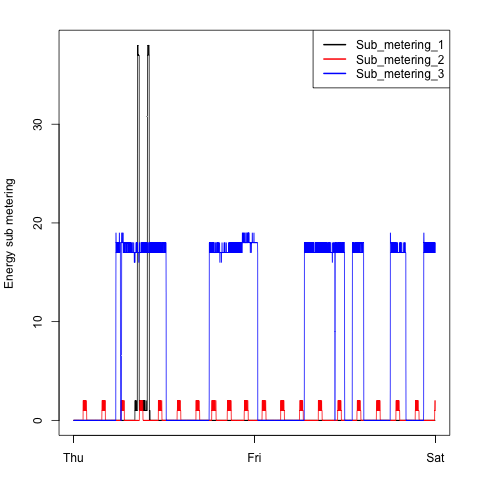 Sub_metering_1
Sub_metering_2
Sub_metering_3
Energy sub metering
30
20
10
0
Thu Fri Sat